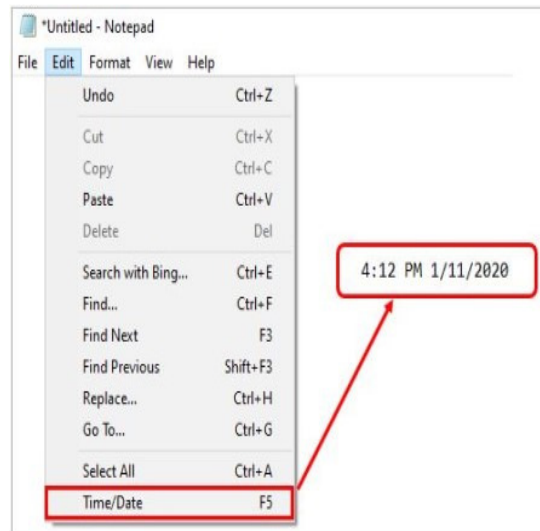 *Untitled - Notepad
File Edit Format View Help
Undo Ctrl+Z
Cut Ctrl+X
Copy Ctrl+C
Paste Ctrl+V
Delete Del
Search with Bing... Ctrl+E
Find... Ctrl+F
Find Next F3
Find Previous Shift+F3
Replace... Ctrl+H
Go To... Ctrl+G
Select All Ctrl+A
Time/Date F5
4:12 PM 1/11/2020